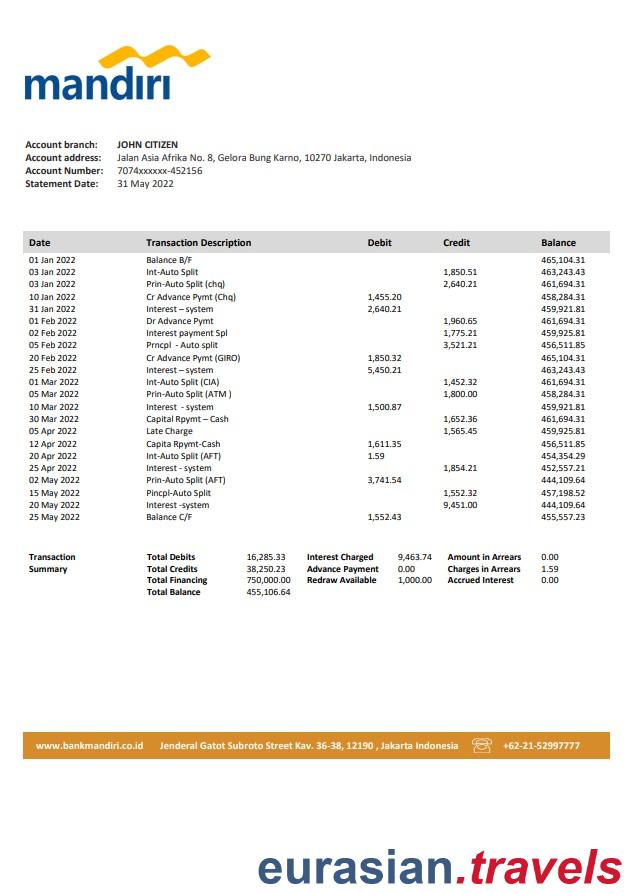 mandiri
Account branch: JOHN CITIZEN
Account address: Jalan Asia Afrika No. 8, Gelora Bung Karno, 10270 Jakarta, Indonesia
Account Number: 7074xxxxxx-452156
Statement Date: 31 May 2022
Date Transaction Description Debit Credit Balance
01 Jan 2022 Balance B/F 465,104.31
03 Jan 2022 Int-Auto Split 1,850.51 463,243.43
03 Jan 2022 Prin-Auto Split (chq) 2,640.21 461,694.31
10 Jan 2022 Cr Advance Pymt (Chq) 1,455.20 458,284.31
31 Jan 2022 Interest – system 2,640.21 459,921.81
01 Feb 2022 Dr Advance Pymt 1,960.65 461,694.31
02 Feb 2022 Interest payment Spl 1,775.21 459,925.81
05 Feb 2022 Prncpl - Auto split 3,521.21 456,511.85
20 Feb 2022 Cr Advance Pymt (GIRO) 1,850.32 465,104.31
25 Feb 2022 Interest – system 5,450.21 463,243.43
01 Mar 2022 Int-Auto Split (CIA) 1,452.32 461,694.31
05 Mar 2022 Prin-Auto Split (ATM ) 1,800.00 458,284.31
10 Mar 2022 Interest - system 1,500.87 459,921.81
30 Mar 2022 Capital Rpymt – Cash 1,652.36 461,694.31
05 Apr 2022 Late Charge 1,565.45 459,925.81
12 Apr 2022 Capita Rpymt-Cash 1,611.35 456,511.85
20 Apr 2022 Int-Auto Split (AFT) 1.59 454,354.29
25 Apr 2022 Interest - system 1,854.21 452,557.21
02 May 2022 Prin-Auto Split (AFT) 3,741.54 444,109.64
15 May 2022 Pincpl-Auto Split 1,552.32 457,198.52
20 May 2022 Interest -system 9,451.00 444,109.64
25 May 2022 Balance C/F 1,552.43 455,557.23
Transaction Total Debits 16,285.33 Interest Charged 9,463.74 Amount in Arrears 0.00
Summary Total Credits 38,250.23 Advance Payment 0.00 Charges in Arrears 1.59
Total Financing 750,000.00 Redraw Available 1,000.00 Accrued Interest 0.00
Total Balance 455,106.64
www.bankmandiri.co.id Jenderal Gatot Subroto Street Kav. 36-38, 12190 , Jakarta Indonesia +62-21-52997777
eurasian.travels